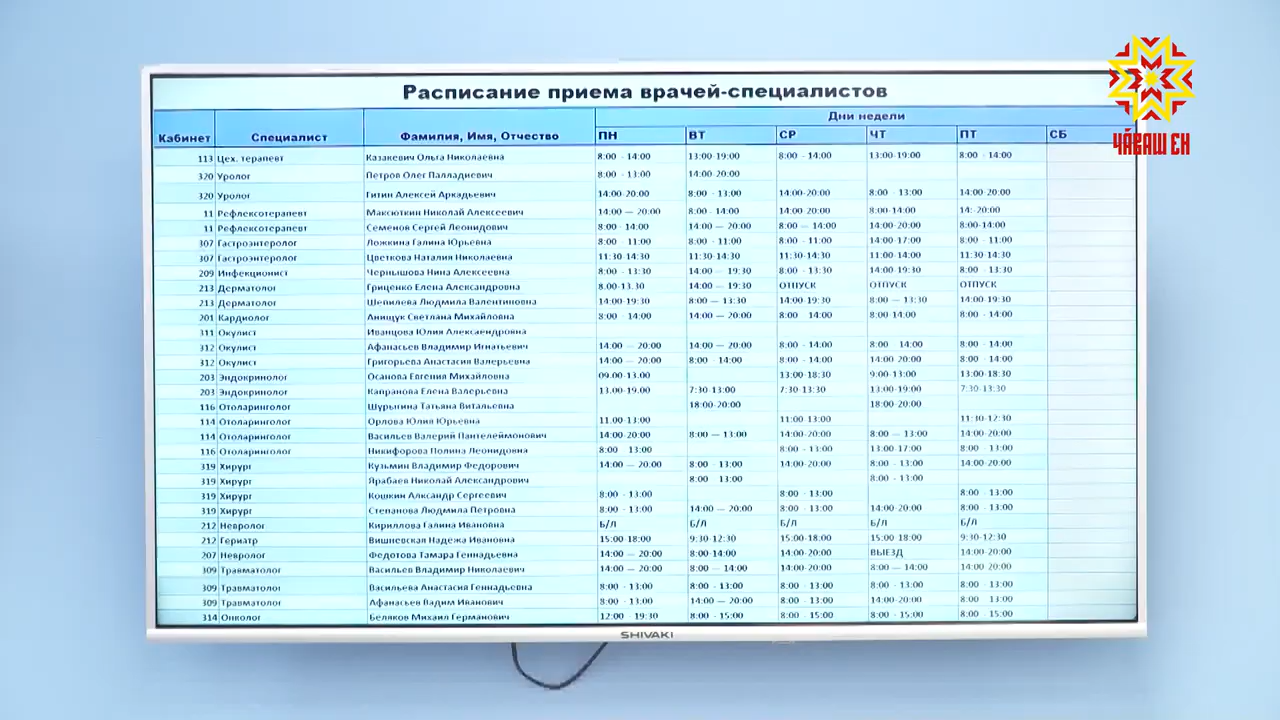 Расписание приема врачей-специалистов
Кабинет Специалист Фамилия, Имя, Отчество Дни недели
ПН ВТ СР ЧТ ПТ СБ
113 Цех. терапевт Казакевич Ольга Николаевна 8:00 - 14:00 13:00-19:00 8:00 - 14:00 13:00-19:00 8:00 - 14:00
320 Уролог Петров Олег Палладиевич 8:00 - 13:00 14:00-20:00
320 Уролог Гитин Алексей Аркадьевич 14:00-20:00 8:00 - 13:00 14:00-20:00 8:00 - 13:00 14:00-20:00
11 Рефлексотерапевт Максюткин Николай Алексеевич 14:00 — 20:00 8:00 - 14:00 14:00-20:00 8:00-14:00 14:-20:00
11 Рефлексотерапевт Семенов Сергей Леонидович 8:00 - 14:00 14:00 — 20:00 8:00 — 14:00 14:00-20:00 8:00-14:00
307 Гастроэнтеролог Ложкина Галина Юрьевна 8:00 - 11:00 8:00 - 11:00 8:00 - 11:00 14:00-17:00 8:00 - 11:00
307 Гастроэнтеролог Цветкова Наталия Николаевна 11:30-14:30 11:30-14:30 11:30-14:30 11:00-14:00 11:30-14:30
209 Инфекционист Чернышова Нина Алексеевна 8:00 - 13:30 14:00 — 19:30 8:00 - 13:30 14:00-19:30 8:00 - 13:30
213 Дерматолог Гриценко Елена Александровна 8.00-13.30 14:00 — 19:30 ОТПУСК ОТПУСК ОТПУСК
213 Дерматолог Шепилева Людмила Валентиновна 14:00-19:30 8:00 — 13:30 14:00-19:30 8:00 — 13:30 14:00-19:30
201 Кардиолог Анищук Светлана Михайловна 8:00 - 14:00 14:00 — 20:00 8:00 - 14:00 8:00-14:00 8:00 - 14:00
311 Окулист Иванцова Юлия Алексаендровна
312 Окулист Афанасьев Владимир Игнатьевич 14:00 — 20:00 14:00 — 20:00 8:00 - 14:00 8:00 - 14:00 8:00 - 14:00
312 Окулист Григорьева Анастасия Валерьевна 14:00 — 20:00 8:00 - 14:00 8:00 - 14:00 14:00-20:00 8:00 - 14:00
203 Эндокринолог Осанова Евгения Михайловна 09.00-13.00 13:00-18:30 9:00-13:00 13:00-18:30
203 Эндокринолог Капранова Елена Валерьевна 13.00-19.00 7:30-13:00 7:30-13:30 13:00-19:00 7:30-13:30
116 Отоларинголог Шурыгина Татьяна Витальевна 18:00-20:00 18:00-20:00
114 Отоларинголог Орлова Юлия Юрьевна 11.00-13:00 11:00-13:00 11:30-12:30
114 Отоларинголог Васильев Валерий Пантелеймонович 14:00-20:00 8:00 — 13:00 14:00-20:00 8:00 — 13:00 14:00-20:00
116 Отоларинголог Никифорова Полина Леонидовна 8:00 - 13:00 8:00 - 13:00 13:00-17:00 8:00 - 13:00
319 Хирург Кузьмин Владимир Федорович 14:00 — 20:00 8:00 - 13:00 14:00-20:00 8:00 - 13:00 14.00-20:00
319 Хирург Ярабаев Николай Александрович 8:00 - 13:00 8:00 - 13:00
319 Хирург Кошкин Алксандр Сергеевич 8:00 - 13:00 8:00 - 13:00 8:00 - 13:00
319 Хирург Степанова Людмила Петровна 8:00 - 13:00 14:00 — 20:00 8:00 - 13:00 14:00-20:00 8:00 - 13:00
212 Невролог Кириллова Галина Ивановна Б/Л Б/Л Б/Л Б/Л Б/Л
212 Гериатр Вишневская Надежа Ивановна 15:00-18:00 9:30-12:30 15:00-18:00 15:00-18:00 9:30-12:30
207 Невролог Федотова Тамара Геннадьевна 14:00 — 20:00 8:00-14:00 14:00-20:00 ВЫЕЗД 14:00-20:00
309 Травматолог Васильев Владимир Николаевич 14:00 — 20:00 8:00 — 14:00 14:00-20:00 8:00 — 14:00 14:00-20:00
309 Травматолог Васильева Анастасия Геннадьевна 8:00 - 13:00 8:00 - 13:00 8:00 - 13:00 8:00 - 13:00 8:00 - 13:00
309 Травматолог Афанасьев Вадим Иванович 8:00 - 13:00 14:00 — 20:00 8:00 - 13:00 14:00-20:00 8:00 - 13:00
314 Онколог Беляков Михаил Германович 12:00 - 19:30 8:00 - 15:00 8:00 - 15:00 8:00 - 15:00 8:00 - 15:00
SHIVAKI
ЧӐВАШ ЕН